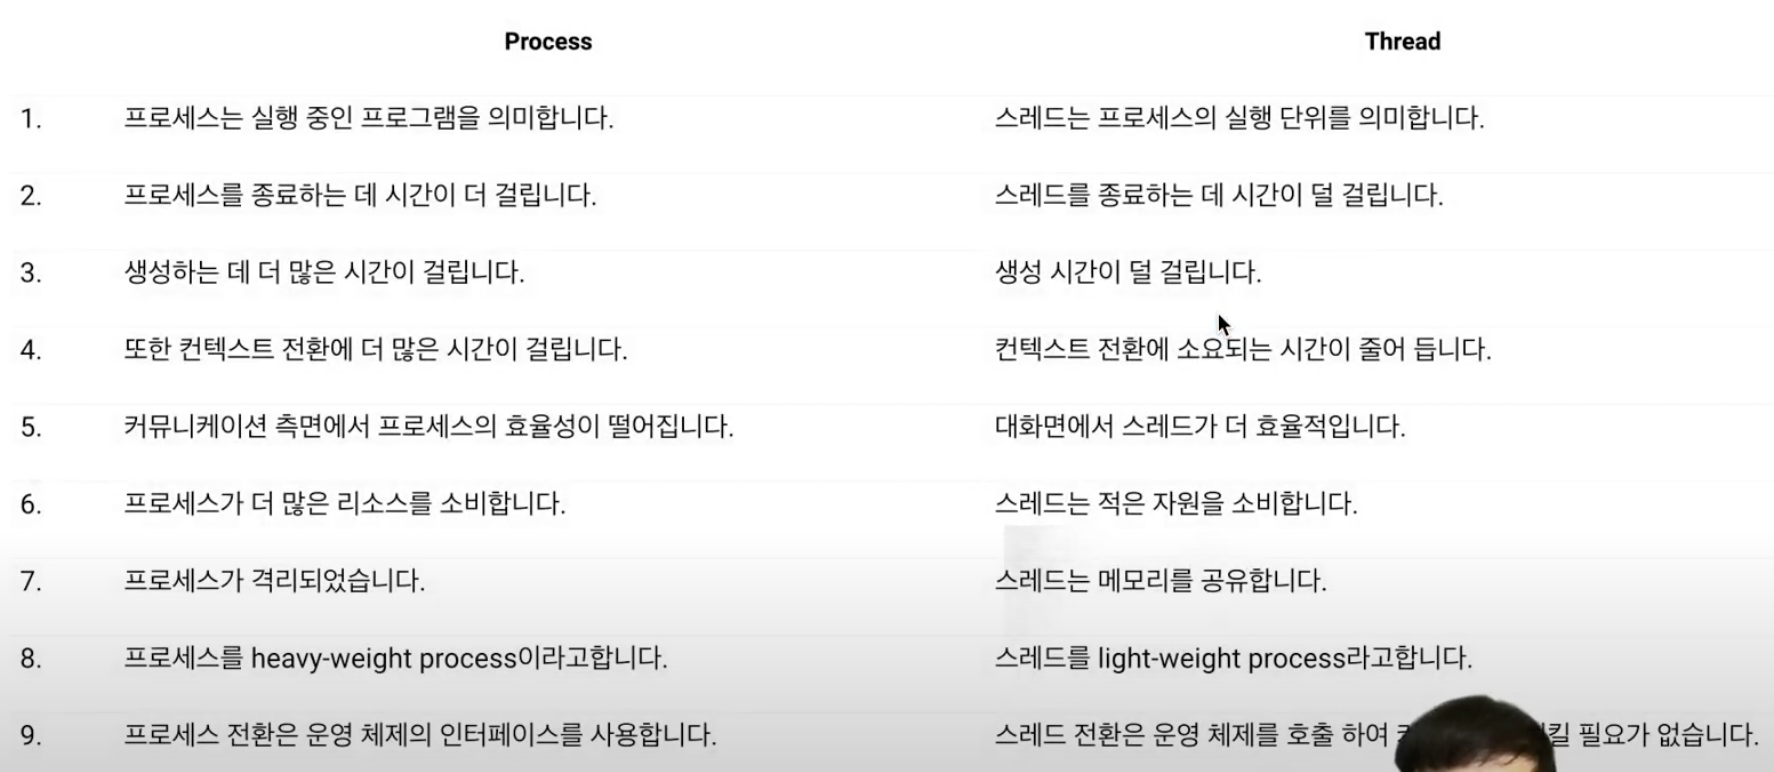 Process Thread
1. 프로세스는 실행 중인 프로그램을 의미합니다. 스레드는 프로세스의 실행 단위를 의미합니다.
2. 프로세스를 종료하는 데 시간이 더 걸립니다. 스레드를 종료하는 데 시간이 덜 걸립니다.
3. 생성하는 데 더 많은 시간이 걸립니다. 생성 시간이 덜 걸립니다.
4. 또한 컨텍스트 전환에 더 많은 시간이 걸립니다. 컨텍스트 전환에 소요되는 시간이 줄어 듭니다.
5. 커뮤니케이션 측면에서 프로세스의 효율성이 떨어집니다. 대화면에서 스레드가 더 효율적입니다.
6. 프로세스가 더 많은 리소스를 소비합니다. 스레드는 적은 자원을 소비합니다.
7. 프로세스가 격리되었습니다. 스레드는 메모리를 공유합니다.
8. 프로세스를 heavy-weight process이라고합니다. 스레드를 light-weight process라고합니다.
9. 프로세스 전환은 운영 체제의 인터페이스를 사용합니다. 스레드 전환은 운영 체제를 호출 하여 킬 필요가 없습니다.